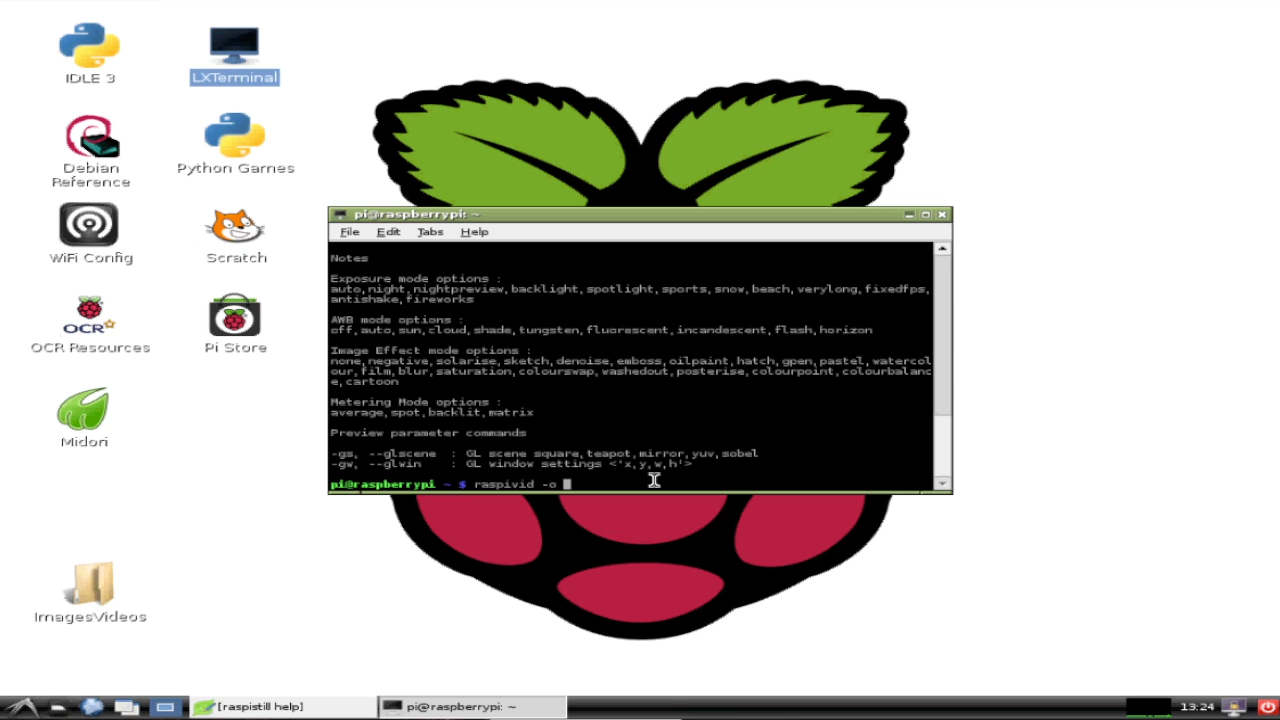 IDLE 3
LXTerminal
Debian
Reference
Python Games
WiFi Config
Scratch
OCR
OCR Resources
Pi Store
Midori
ImagesVideos
pi@raspberrypi: ~
File Edit Tabs Help
Notes
Exposure mode options :
auto,night,nightpreview,backlight,spotlight,sports,snow,beach,verylong,fixedfps,
antishake,fireworks
AWB mode options :
off,auto,sun,cloud,shade,tungsten,fluorescent,incandescent,flash,horizon
Image Effect mode options :
none,negative,solarise,sketch,denoise,emboss,oilpaint,hatch,gpen,pastel,watercol
our,film,blur,saturation,colourswap,washedout,posterise,colourpoint,colourbalanc
e,cartoon
Metering Mode options :
average,spot,backlit,matrix
Preview parameter commands
-gs, --glscene : GL scene square,teapot,mirror,yuv,sobel
-gw, --glwin : GL window settings <'x,y,w,h'>
pi@raspberrypi ~ $ raspivid -o
[raspistill help]
pi@raspberrypi: ~
13:24